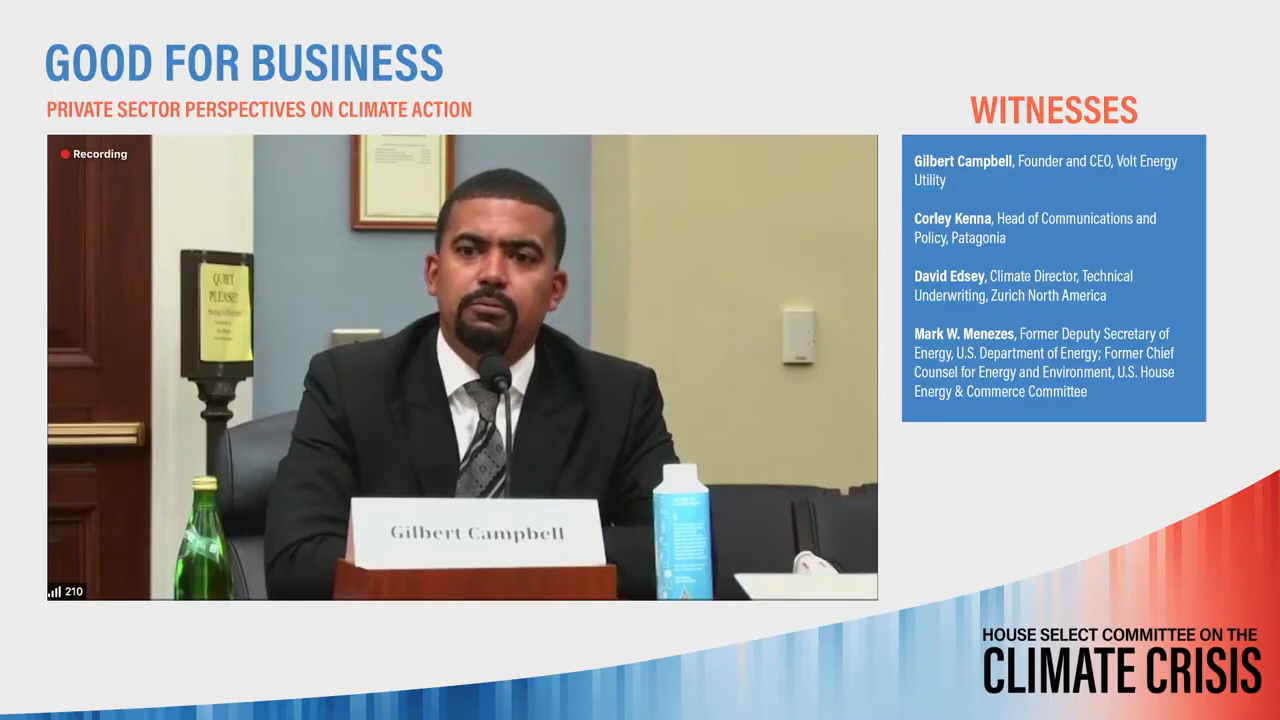 GOOD FOR BUSINESS
PRIVATE SECTOR PERSPECTIVES ON CLIMATE ACTION
Recording
QUIET
PLEASE!
Gilbert Campbell
210
WITNESSES
Gilbert Campbell, Founder and CEO, Volt Energy
Utility
Corley Kenna, Head of Communications and
Policy, Patagonia
David Edsey, Climate Director, Technical
Underwriting, Zurich North America
Mark W. Menezes, Former Deputy Secretary of
Energy, U.S. Department of Energy; Former Chief
Counsel for Energy and Environment, U.S. House
Energy & Commerce Committee
HOUSE SELECT COMMITTEE ON THE
CLIMATE CRISIS